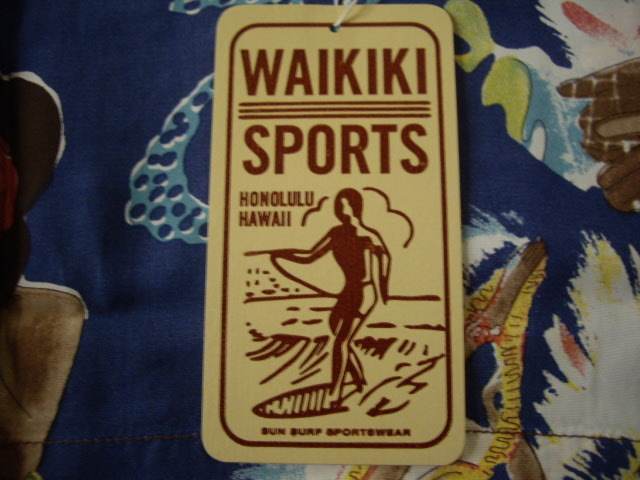 WAIKIKI
SPORTS
HONOLULU
HAWAII
SUN SURF SPORTSWEAR